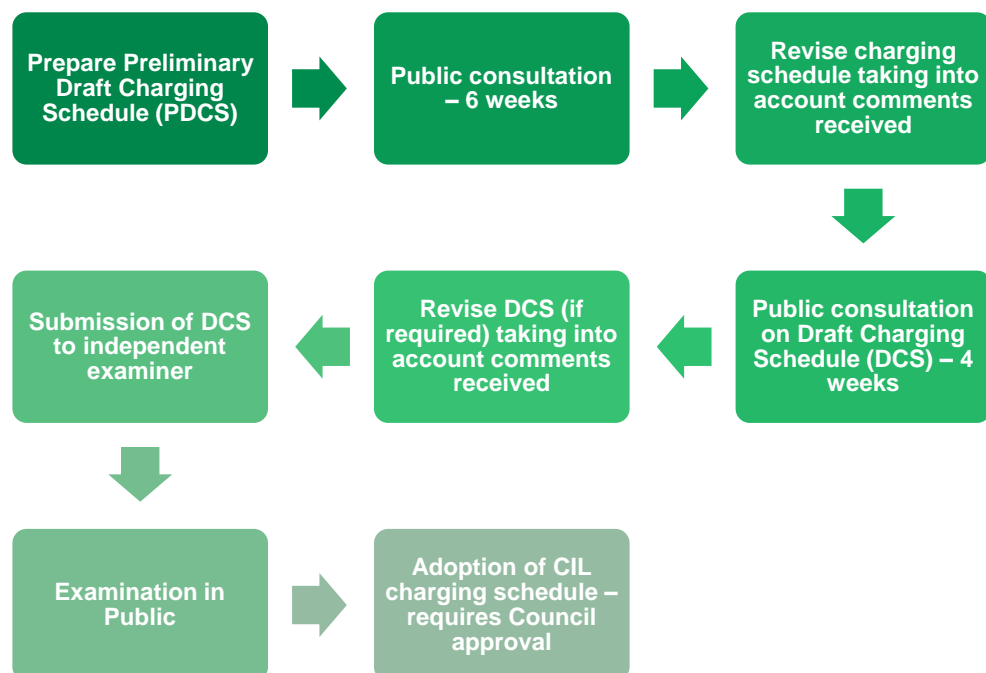 Prepare Preliminary
Draft Charging
Schedule (PDCS)
Public consultation
– 6 weeks
Revise charging
schedule taking into
account comments
received
Public consultation
on Draft Charging
Schedule (DCS) – 4
weeks
Revise DCS (if
required) taking into
account comments
received
Submission of DCS
to independent
examiner
Examination in
Public
Adoption of CIL
charging schedule –
requires Council
approval